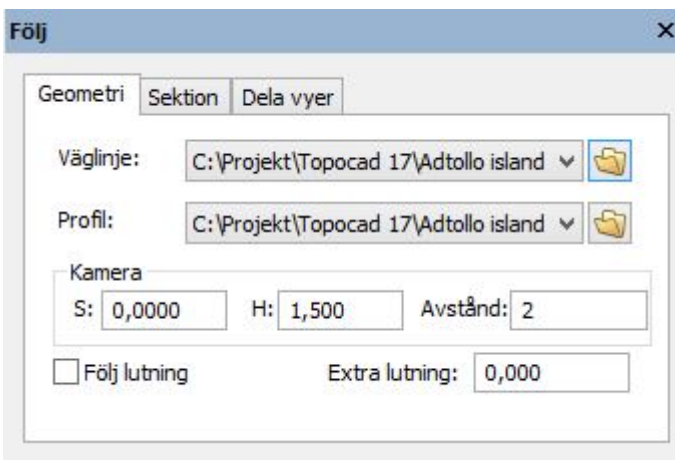 Följ
Geometri Sektion Dela vyer
Väglinje: C:\Projekt\Topocad 17\Adtollo island
Profil: C:\Projekt\Topocad 17\Adtollo island
Kamera
S: 0,0000 H: 1,500 Avstånd: 2
Följ lutning Extra lutning: 0,000